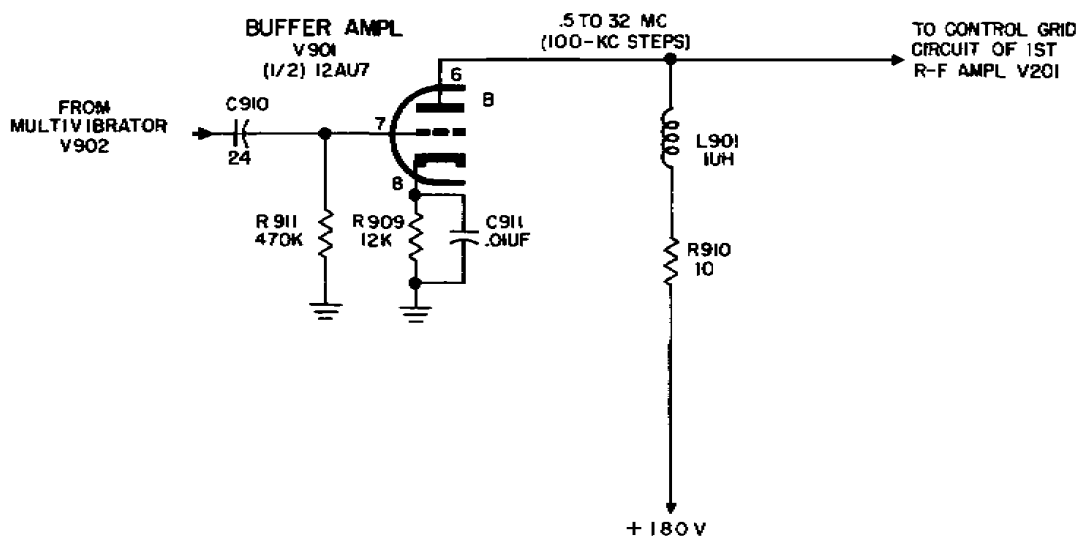 BUFFER AMPL
V901
(1/2) 12AU7
.5 TO 32 MC
(100-KC STEPS)
TO CONTROL GRID
CIRCUIT OF 1ST
R-F AMPL V201
FROM
MULTIVIBRATOR
V902
C910
24
6
B
7
8
R911
470K
R909
12K
C911
.01UF
L901
1UH
R910
10
+180V